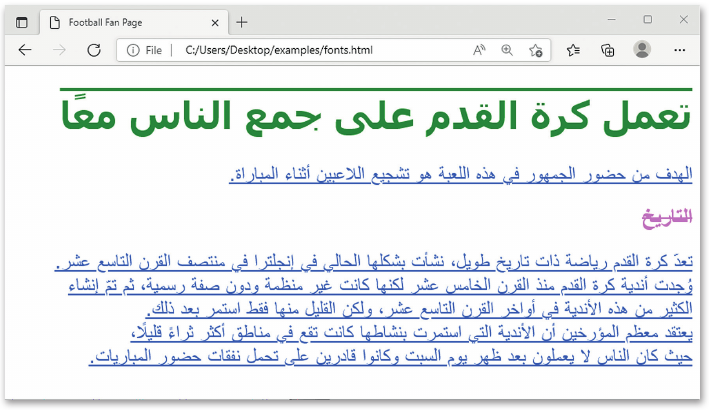 Football Fan Page
File | C:/Users/Desktop/examples/fonts.html
تعمل كرة القدم على جمع الناس معًا
الهدف من حضور الجمهور في هذه اللعبة هو تشجيع اللاعبين أثناء المباراة.
التاريخ
تعدّ كرة القدم رياضة ذات تاريخ طويل، نشأت بشكلها الحالي في إنجلترا في منتصف القرن التاسع عشر.
وُجدت أندية كرة القدم منذ القرن الخامس عشر لكنها كانت غير منظمة ودون صفة رسمية، ثم تمّ إنشاء
الكثير من هذه الأندية في أواخر القرن التاسع عشر، ولكن القليل منها فقط استمر بعد ذلك.
يعتقد معظم المؤرخين أن الأندية التي استمرت بنشاطها كانت تقع في مناطق أكثر ثراءً قليلًا،
حيث كان الناس لا يعملون بعد ظهر يوم السبت وكانوا قادرين على تحمل نفقات حضور المباريات.